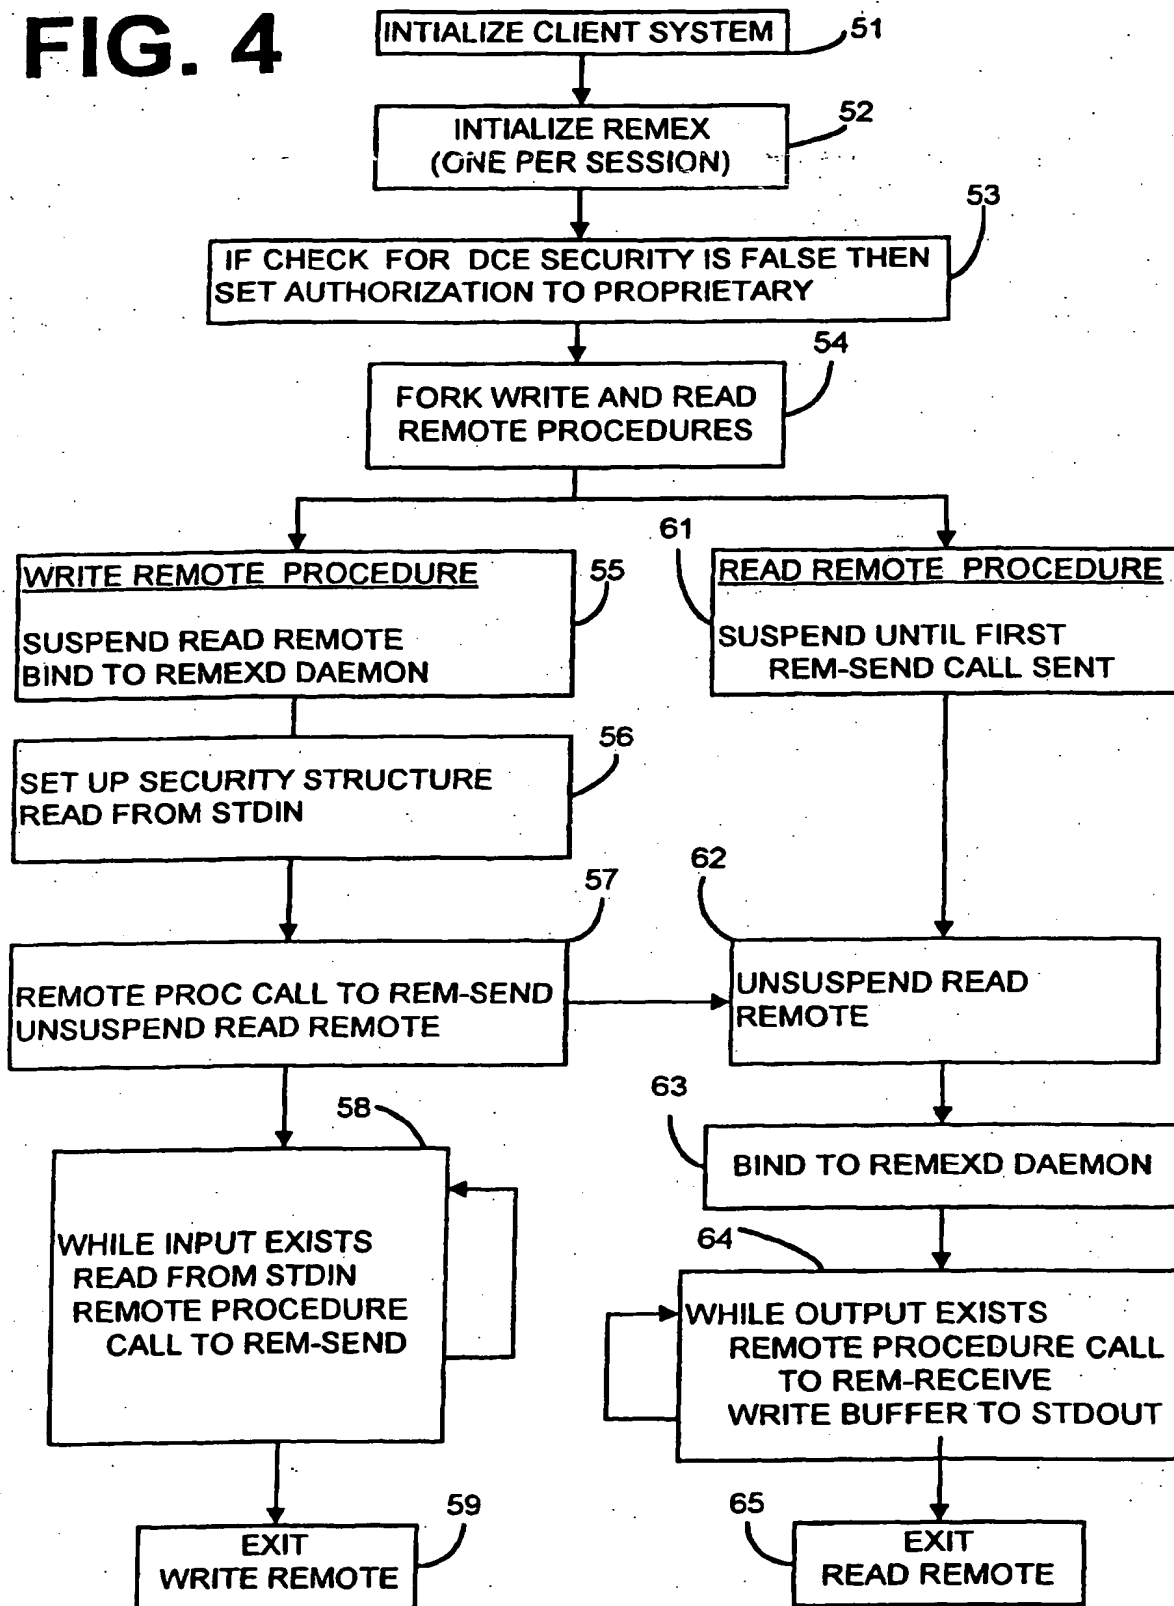 FIG. 4
INTIALIZE CLIENT SYSTEM
51
INTIALIZE REMEX
(ONE PER SESSION)
52
IF CHECK FOR DCE SECURITY IS FALSE THEN
SET AUTHORIZATION TO PROPRIETARY
53
FORK WRITE AND READ
REMOTE PROCEDURES
54
WRITE REMOTE PROCEDURE
SUSPEND READ REMOTE
BIND TO REMEXD DAEMON
55
61
READ REMOTE PROCEDURE
SUSPEND UNTIL FIRST
REM-SEND CALL SENT
SET UP SECURITY STRUCTURE
READ FROM STDIN
56
REMOTE PROC CALL TO REM-SEND
UNSUSPEND READ REMOTE
57
62
UNSUSPEND READ
REMOTE
63
BIND TO REMEXD DAEMON
58
WHILE INPUT EXISTS
READ FROM STDIN
REMOTE PROCEDURE
CALL TO REM-SEND
64
WHILE OUTPUT EXISTS
REMOTE PROCEDURE CALL
TO REM-RECEIVE
WRITE BUFFER TO STDOUT
EXIT
WRITE REMOTE
59
65
EXIT
READ REMOTE